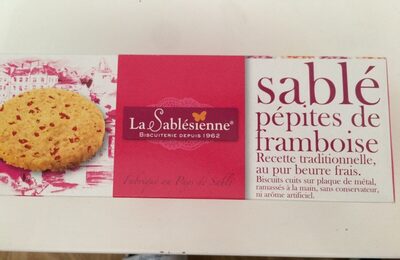 La Sablésienne®
BISCUITERIE DEPUIS 1962
Fabriqué en Pays de Sablé
sablé
pépites de
framboise
Recette traditionnelle,
au pur beurre frais.
Biscuits cuits sur plaque de métal,
ramassés à la main, sans conservateur,
ni arôme artificiel.